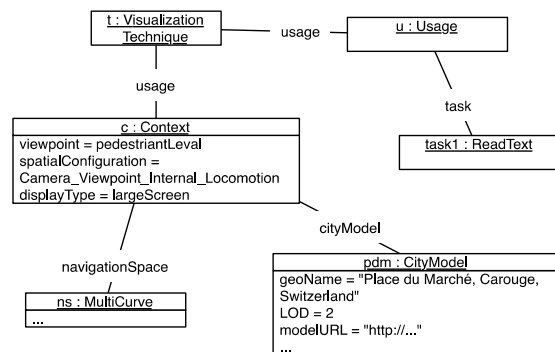 t : Visualization
Technique
usage
u : Usage
usage
task
c : Context
viewpoint = pedestriantLeval
spatialConfiguration =
Camera_Viewpoint_Internal_Locomotion
displayType = largeScreen
task1 : ReadText
cityModel
navigationSpace
pdm : CityModel
geoName = "Place du Marché, Carouge,
Switzerland"
LOD = 2
modelURL = "http://..."
...
ns : MultiCurve
...